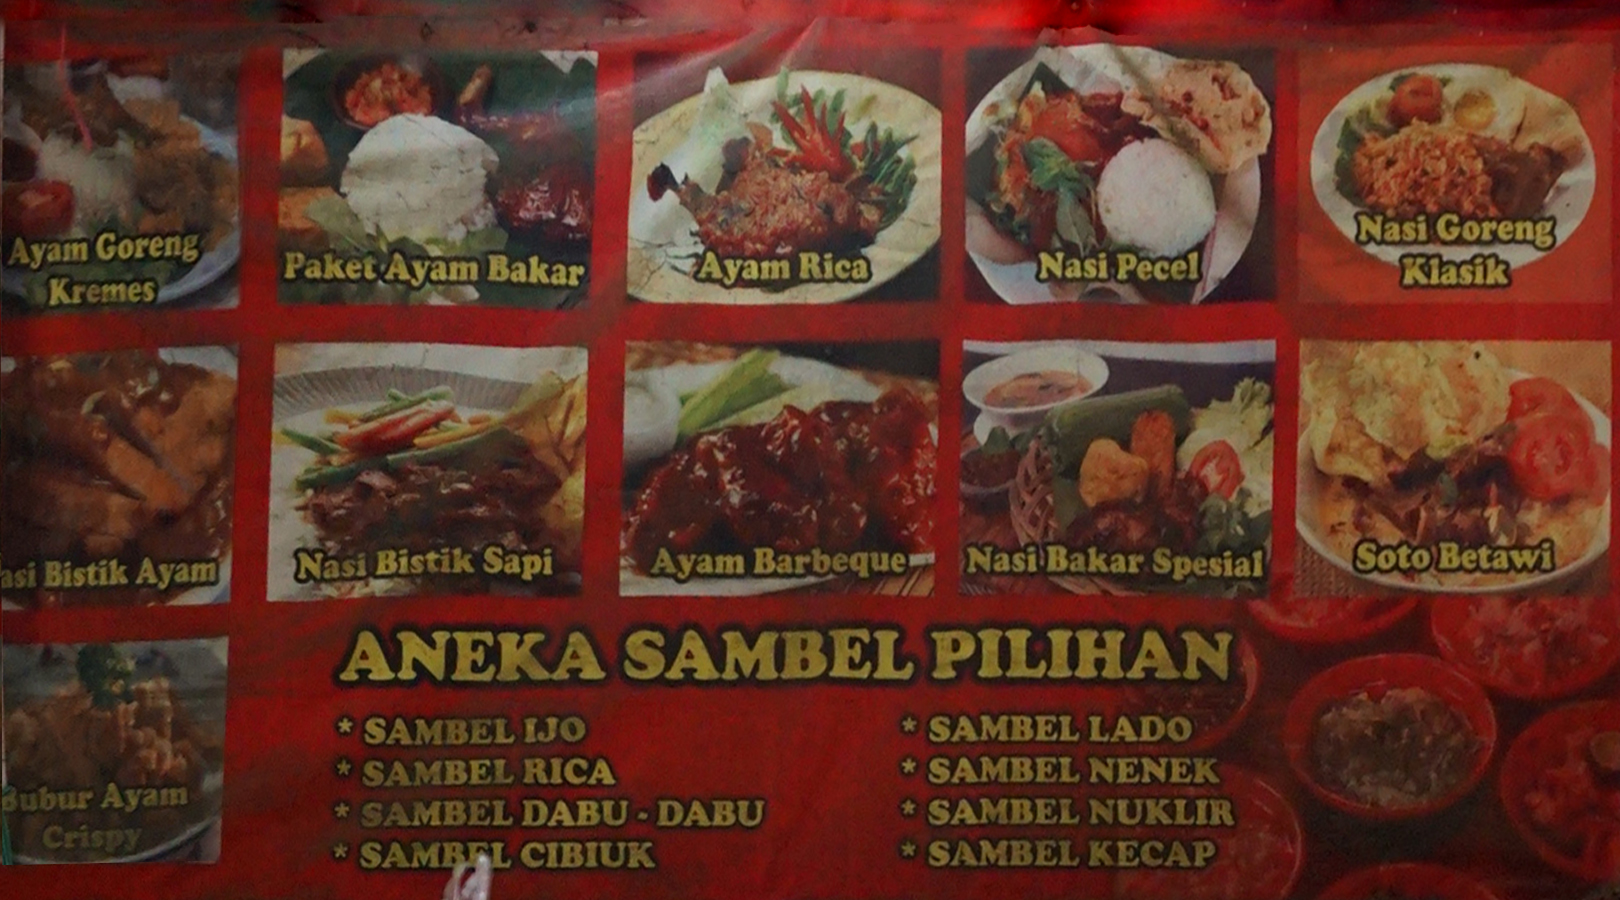 Ayam Goreng
Kremes
Paket Ayam Bakar
Ayam Rica
Nasi Pecel
Nasi Goreng
Klasik
asi Bistik Ayam
Nasi Bistik Sapi
Ayam Barbeque
Nasi Bakar Spesial
Soto Betawi
Bubur Ayam
Crispy
ANEKA SAMBEL PILIHAN
* SAMBEL IJO
* SAMBEL RICA
* SAMBEL DABU - DABU
* SAMBEL CIBIUK
* SAMBEL LADO
* SAMBEL NENEK
* SAMBEL NUKLIR
* SAMBEL KECAP